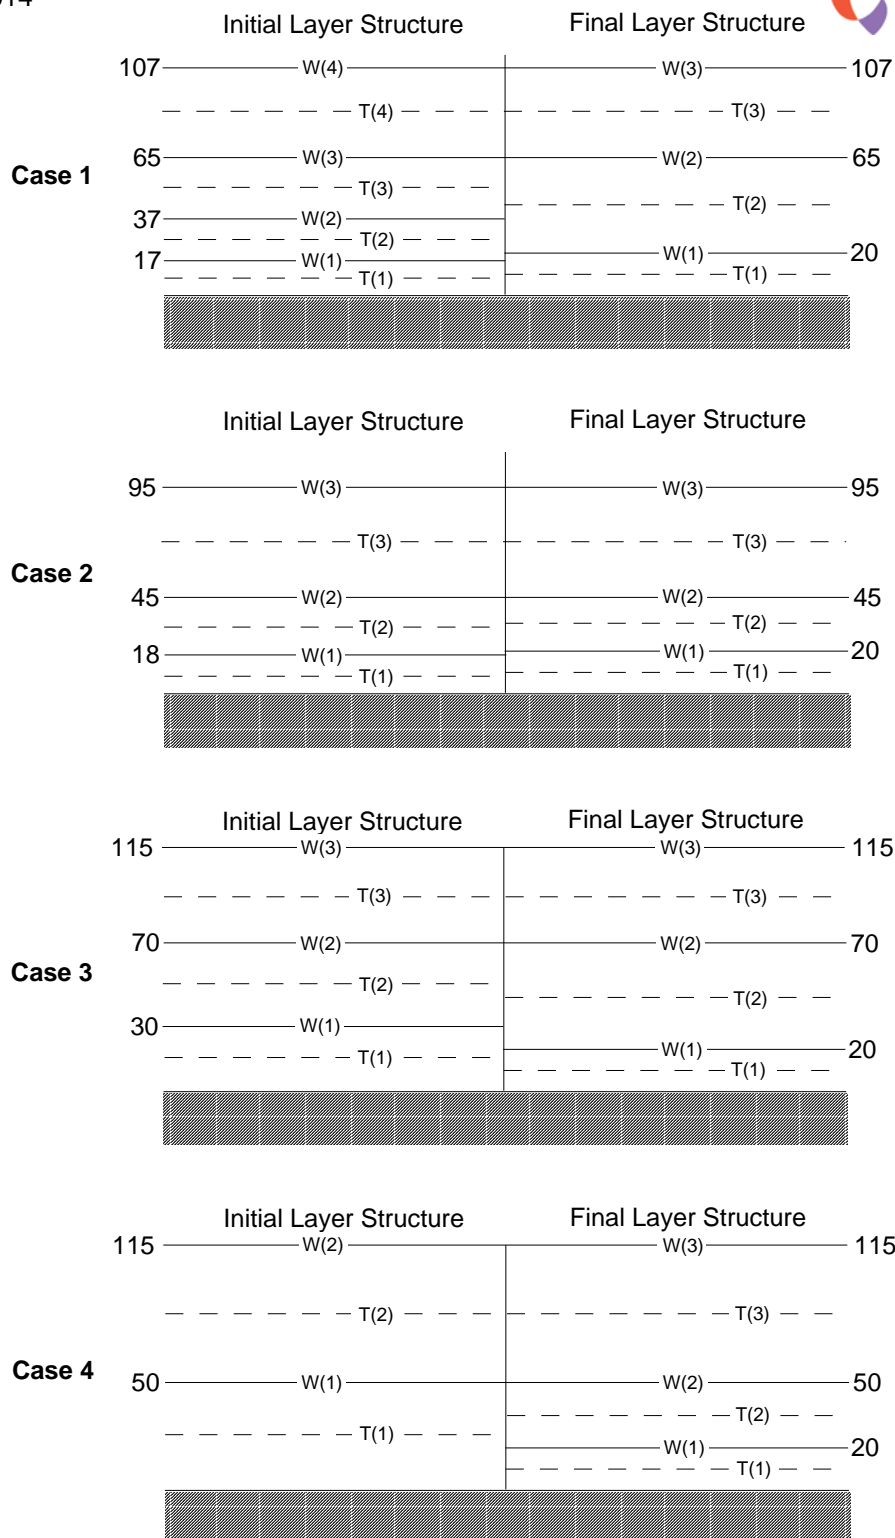 Initial Layer Structure Final Layer Structure
107 W(4) W(3) 107
T(4) T(3)
65 W(3) W(2) 65
Case 1
T(3)
T(2)
37 W(2)
T(2)
W(1) 20
17 W(1)
T(1) T(1)
Initial Layer Structure Final Layer Structure
95 W(3) W(3) 95
T(3) T(3)
Case 2
45 W(2) W(2) 45
T(2) T(2)
18 W(1) W(1) 20
T(1) T(1)
Initial Layer Structure Final Layer Structure
115 W(3) W(3) 115
T(3) T(3)
70 W(2) W(2) 70
Case 3
T(2) T(2)
30 W(1)
W(1) 20
T(1) T(1)
Initial Layer Structure Final Layer Structure
115 W(2) W(3) 115
T(2) T(3)
Case 4
50 W(1) W(2) 50
T(1) T(2)
W(1) 20
T(1)